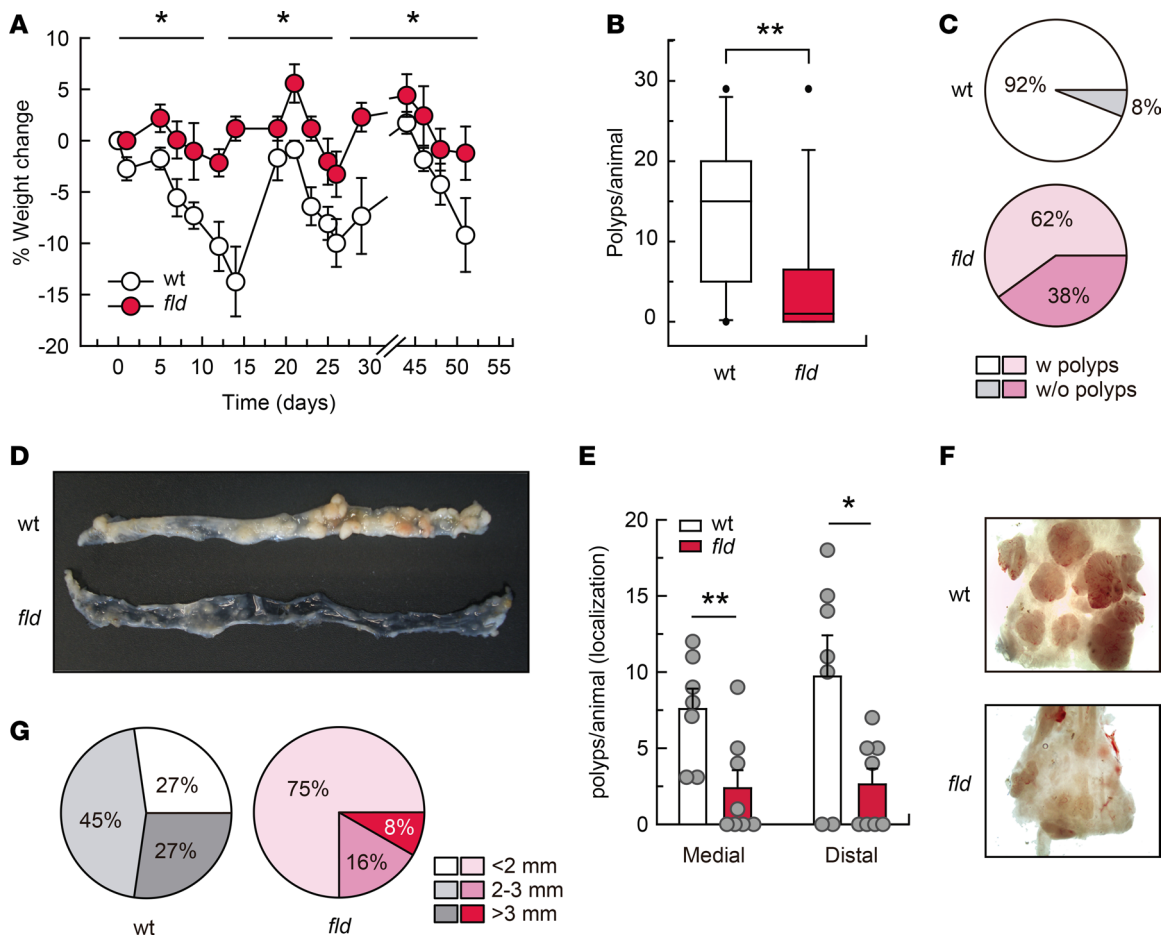 A
* * *
% Weight change
10
5
0
-5
-10
-15
-20
wt
fld
0 5 10 15 20 25 30 45 50 55
Time (days)
B
**
Polyps/animal
30
20
10
0
wt fld
C
wt
92%
8%
fld
62%
38%
w polyps
w/o polyps
D
wt
fld
E
polyps/animal (localization)
20
15
10
5
0
wt
fld
**
*
Medial Distal
F
wt
fld
G
27%
45%
27%
wt
75%
8%
16%
fld
<2 mm
2-3 mm
>3 mm